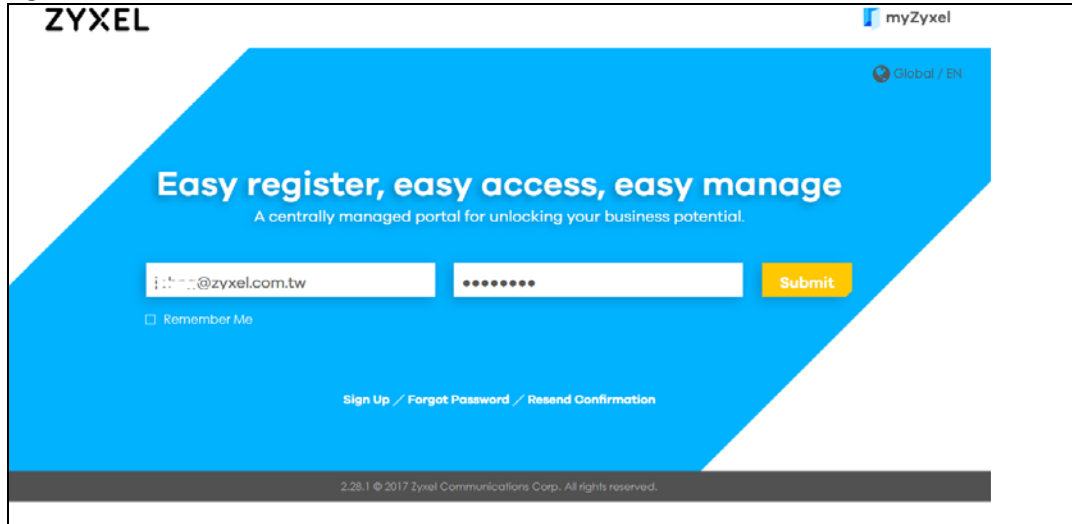 ZYXEL
myZyxel
Global / EN
Easy register, easy access, easy manage
A centrally managed portal for unlocking your business potential.
@zyxel.com.tw
••••••••
Submit
Remember Me
Sign Up / Forgot Password / Resend Confirmation
2.28.1 © 2017 Zyxel Communications Corp. All rights reserved.